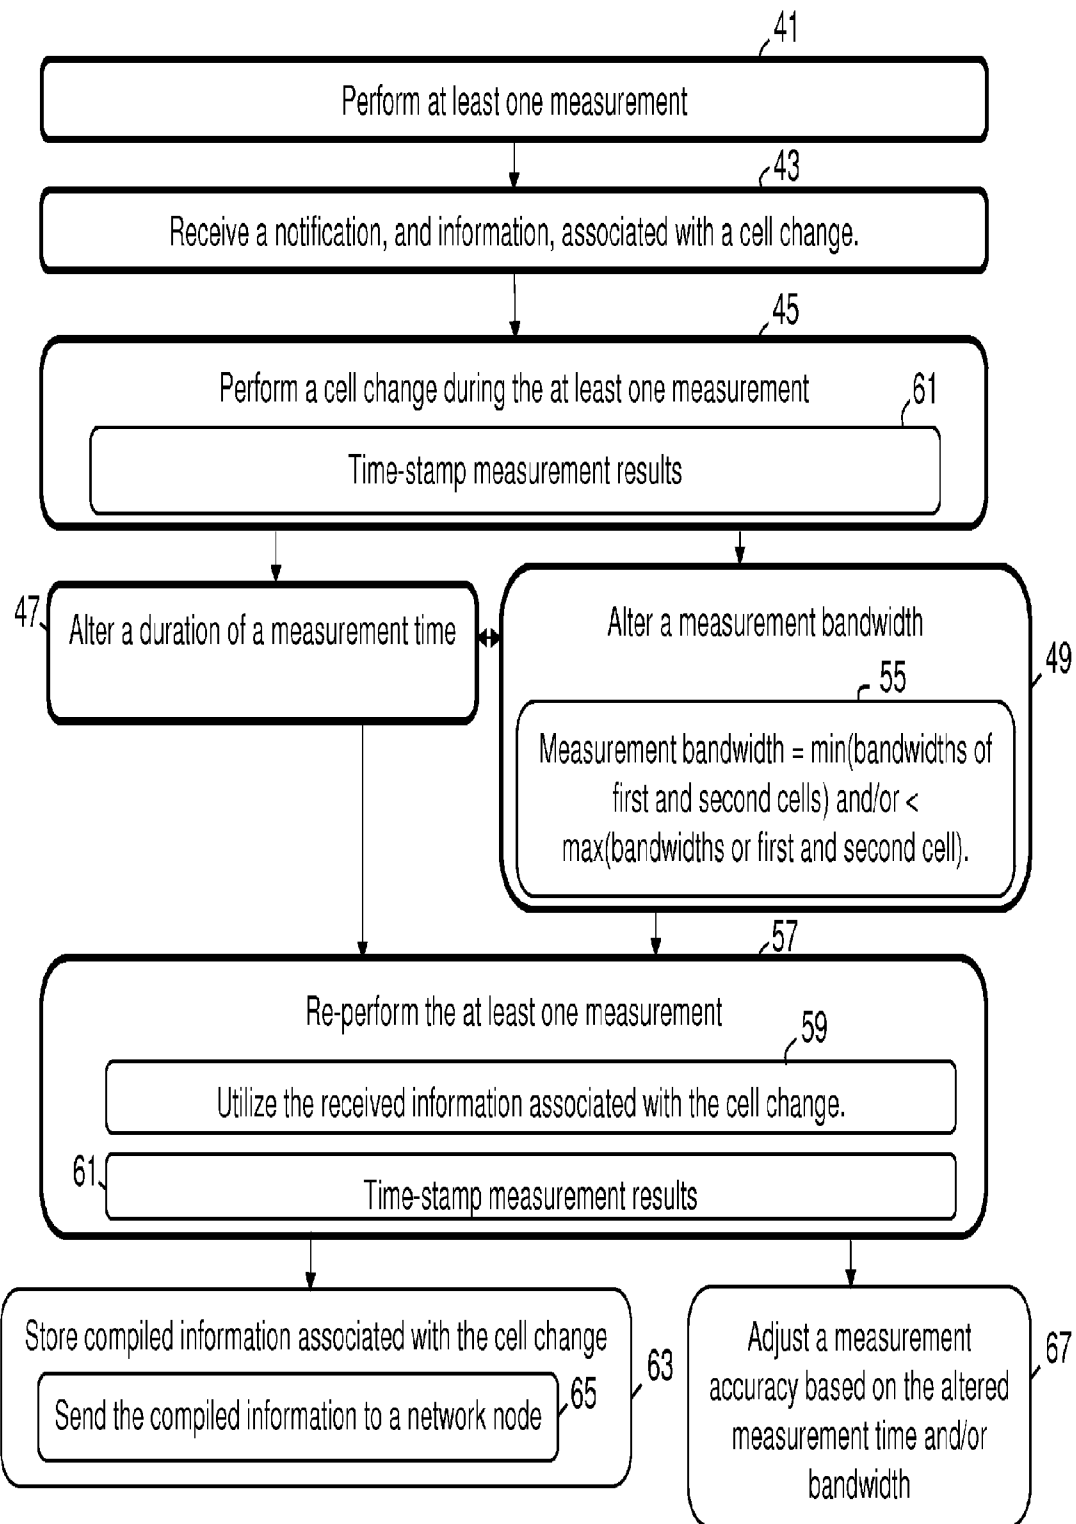 41
Perform at least one measurement
43
Receive a notification, and information, associated with a cell change.
45
Perform a cell change during the at least one measurement
61
Time-stamp measurement results
47
Alter a duration of a measurement time
Alter a measurement bandwidth
49
55
Measurement bandwidth = min(bandwidths of
first and second cells) and/or <
max(bandwidths or first and second cell).
57
Re-perform the at least one measurement
59
Utilize the received information associated with the cell change.
61
Time-stamp measurement results
Store compiled information associated with the cell change
63
Send the compiled information to a network node
65
Adjust a measurement
accuracy based on the altered
measurement time and/or
bandwidth
67